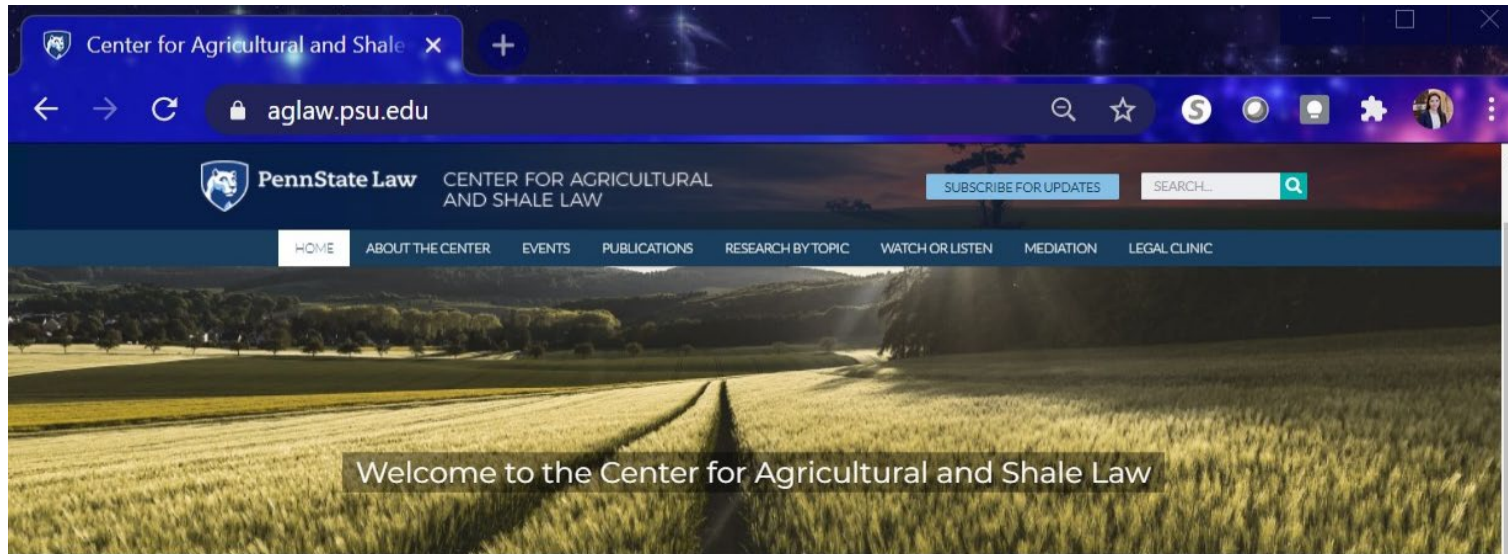 Center for Agricultural and Shale
aglaw.psu.edu
PennState Law
CENTER FOR AGRICULTURAL
AND SHALE LAW
SUBSCRIBE FOR UPDATES
SEARCH...
HOME ABOUT THE CENTER EVENTS PUBLICATIONS RESEARCH BY TOPIC WATCH OR LISTEN MEDIATION LEGAL CLINIC
Welcome to the Center for Agricultural and Shale Law